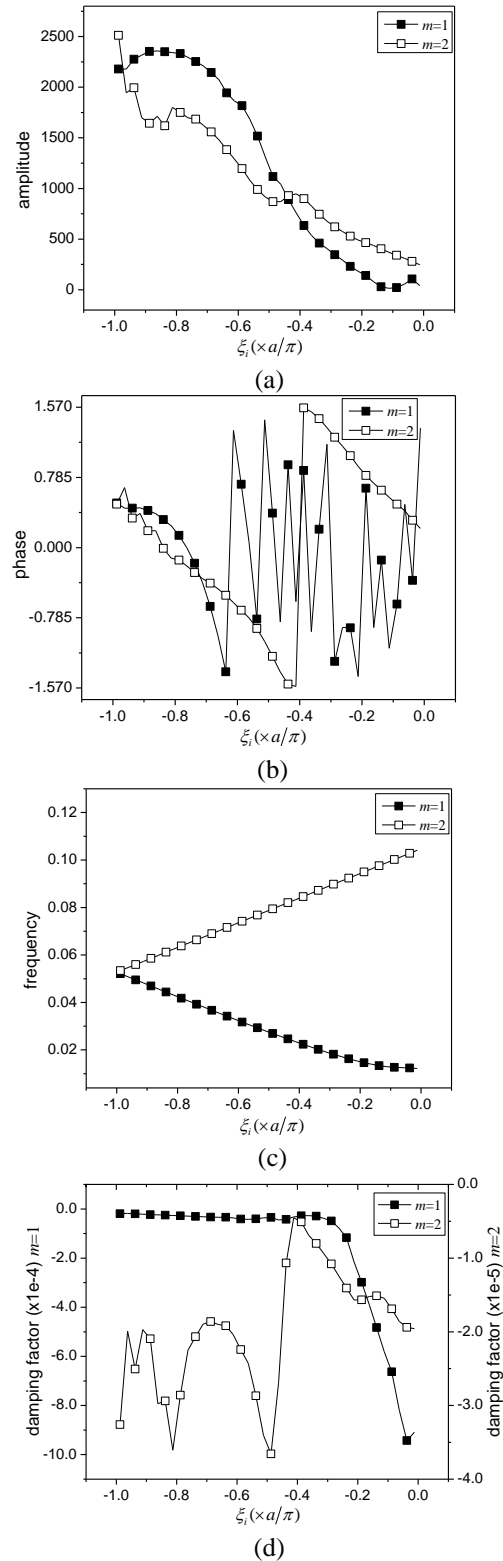 m=1
m=2
2500
2000
1500
1000
500
0
amplitude
-1.0 -0.8 -0.6 -0.4 -0.2 0.0
ξi(×a/π)
(a)
m=1
m=2
1.570
0.785
0.000
-0.785
-1.570
phase
-1.0 -0.8 -0.6 -0.4 -0.2 0.0
ξi(×a/π)
(b)
m=1
m=2
0.12
0.10
0.08
0.06
0.04
0.02
frequency
-1.0 -0.8 -0.6 -0.4 -0.2 0.0
ξi(×a/π)
(c)
m=1
m=2
0.0
-2.0
-4.0
-6.0
-8.0
-10.0
damping factor (x1e-4) m=1
0.0
-1.0
-2.0
-3.0
-4.0
damping factor (x1e-5) m=2
-1.0 -0.8 -0.6 -0.4 -0.2 0.0
ξi(×a/π)
(d)